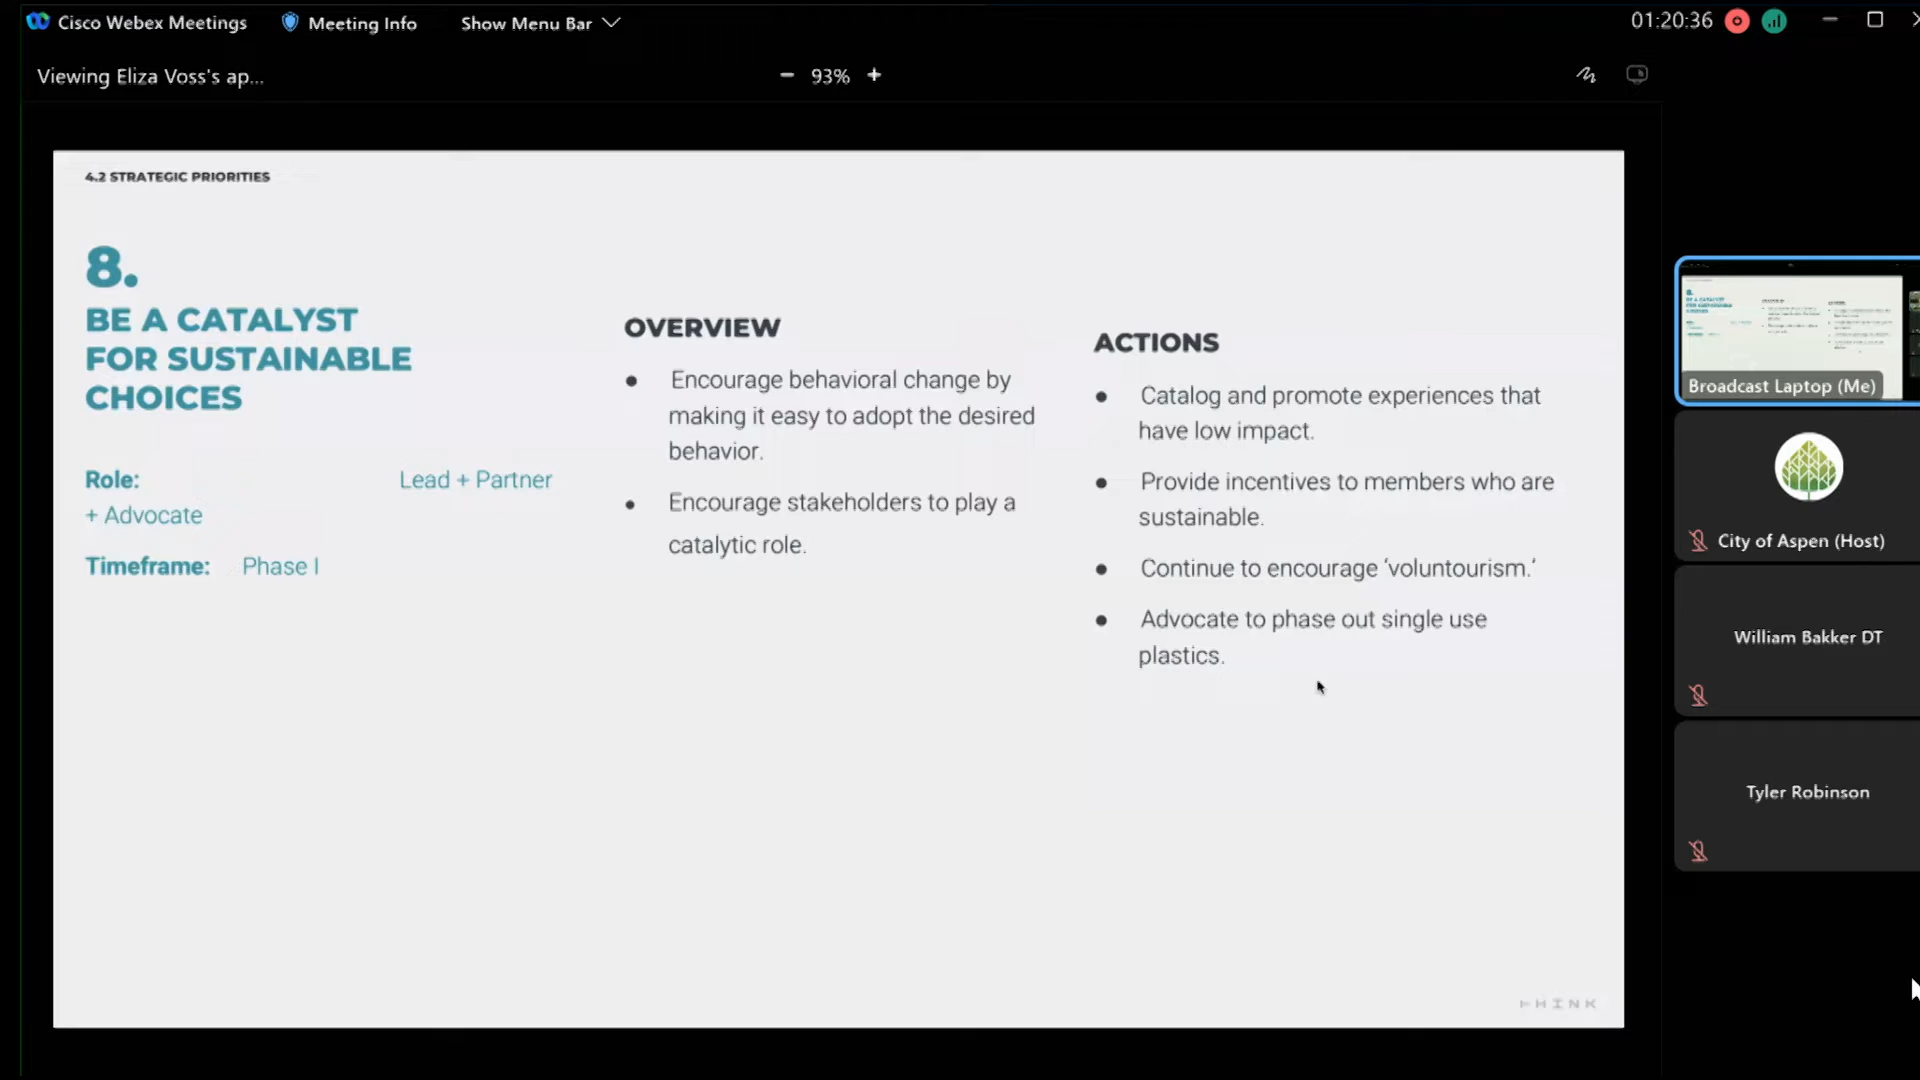 Cisco Webex Meetings
Meeting Info
Show Menu Bar
01:20:36
Viewing Eliza Voss's ap...
93%
4.2 STRATEGIC PRIORITIES
8.
BE A CATALYST
FOR SUSTAINABLE
CHOICES
Role: Lead + Partner
+ Advocate
Timeframe: Phase I
OVERVIEW
● Encourage behavioral change by
making it easy to adopt the desired
behavior.
● Encourage stakeholders to play a
catalytic role.
ACTIONS
● Catalog and promote experiences that
have low impact.
● Provide incentives to members who are
sustainable.
● Continue to encourage ‘voluntourism.’
● Advocate to phase out single use
plastics.
THINK
Broadcast Laptop (Me)
City of Aspen (Host)
William Bakker DT
Tyler Robinson